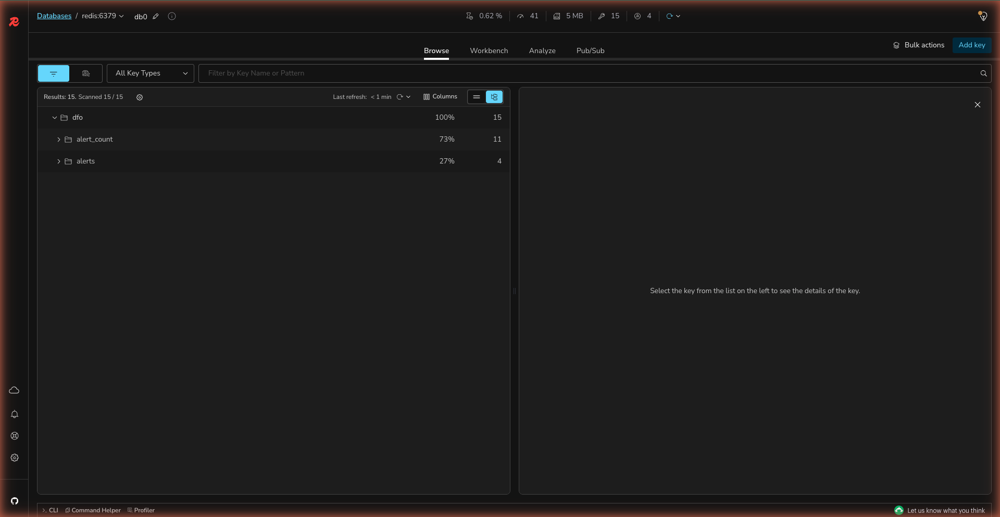 Databases / redis:6379 db0 0.62 % 41 5 MB 15 4
Browse Workbench Analyze Pub/Sub Bulk actions Add key
All Key Types Filter by Key Name or Pattern
Results: 15. Scanned 15 / 15 Last refresh: < 1 min Columns
dfo 100% 15
alert_count 73% 11
alerts 27% 4
Select the key from the list on the left to see the details of the key.
>_ CLI Command Helper Profiler Let us know what you think